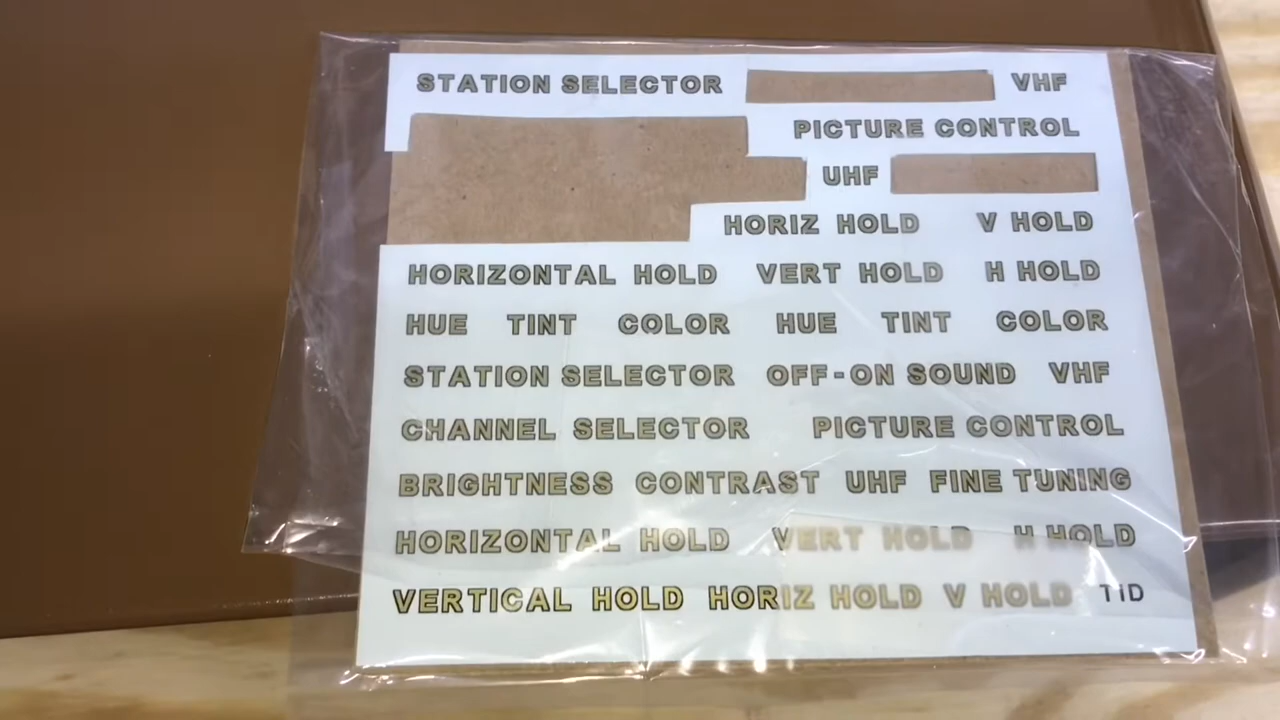 STATION SELECTOR VHF
PICTURE CONTROL
UHF
HORIZ HOLD V HOLD
HORIZONTAL HOLD VERT HOLD H HOLD
HUE TINT COLOR HUE TINT COLOR
STATION SELECTOR OFF-ON SOUND VHF
CHANNEL SELECTOR PICTURE CONTROL
BRIGHTNESS CONTRAST UHF FINE TUNING
HORIZONTAL HOLD VERT HOLD H HOLD
VERTICAL HOLD HORIZ HOLD V HOLD TID